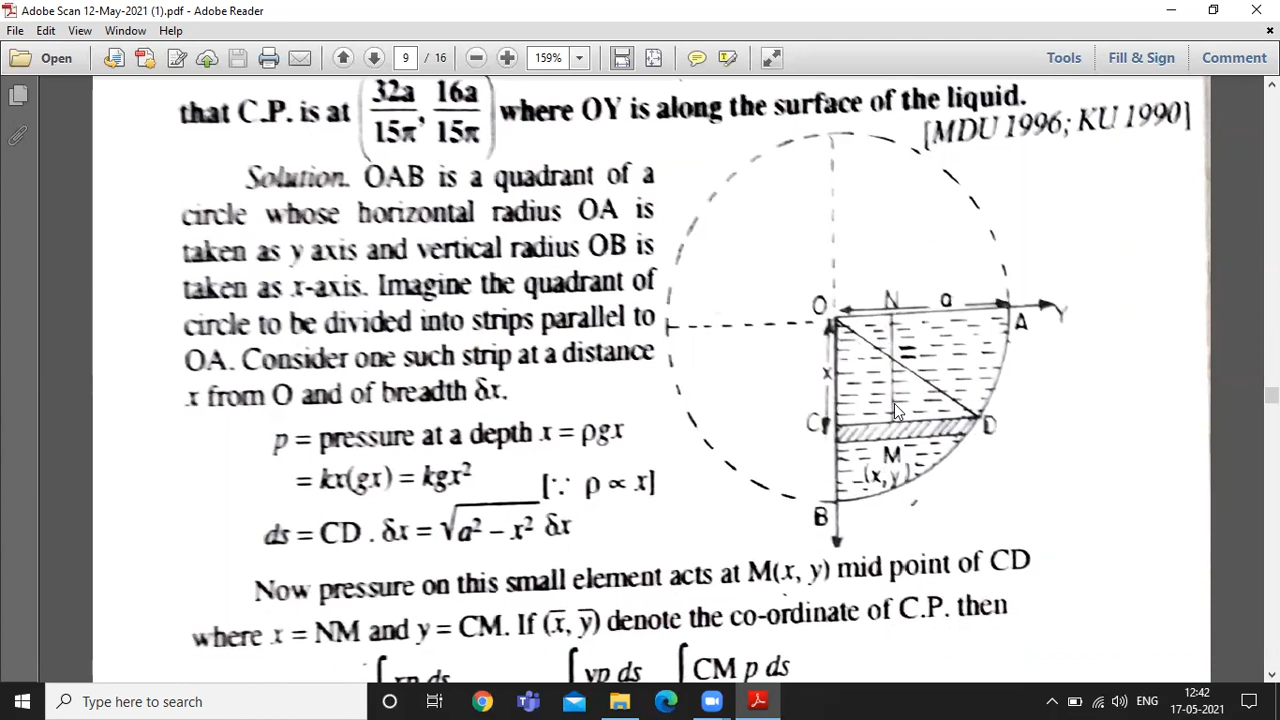 Adobe Scan 12-May-2021 (1).pdf - Adobe Reader
File Edit View Window Help
Open 9 / 16 159% Tools Fill & Sign Comment
that C.P. is at (32a/15π, 16a/15π) where OY is along the surface of the liquid.
[MDU 1996; KU 1990]
Solution. OAB is a quadrant of a
circle whose horizontal radius OA is
taken as y axis and vertical radius OB is
taken as x-axis. Imagine the quadrant of
circle to be divided into strips parallel to
OA. Consider one such strip at a distance
x from O and of breadth δx.
p = pressure at a depth x = ρgx
= kx(gx) = kgx² [∵ ρ ∝ x]
ds = CD . δx = √a² − x² δx
O N a A Y
x
C D
M
(x, y)
B
Now pressure on this small element acts at M(x, y) mid point of CD
where x = NM and y = CM. If (x̄, ȳ) denote the co-ordinate of C.P. then
∫ xp ds ∫ yp ds ∫ CM p ds
Type here to search
ENG
12:42
17-05-2021